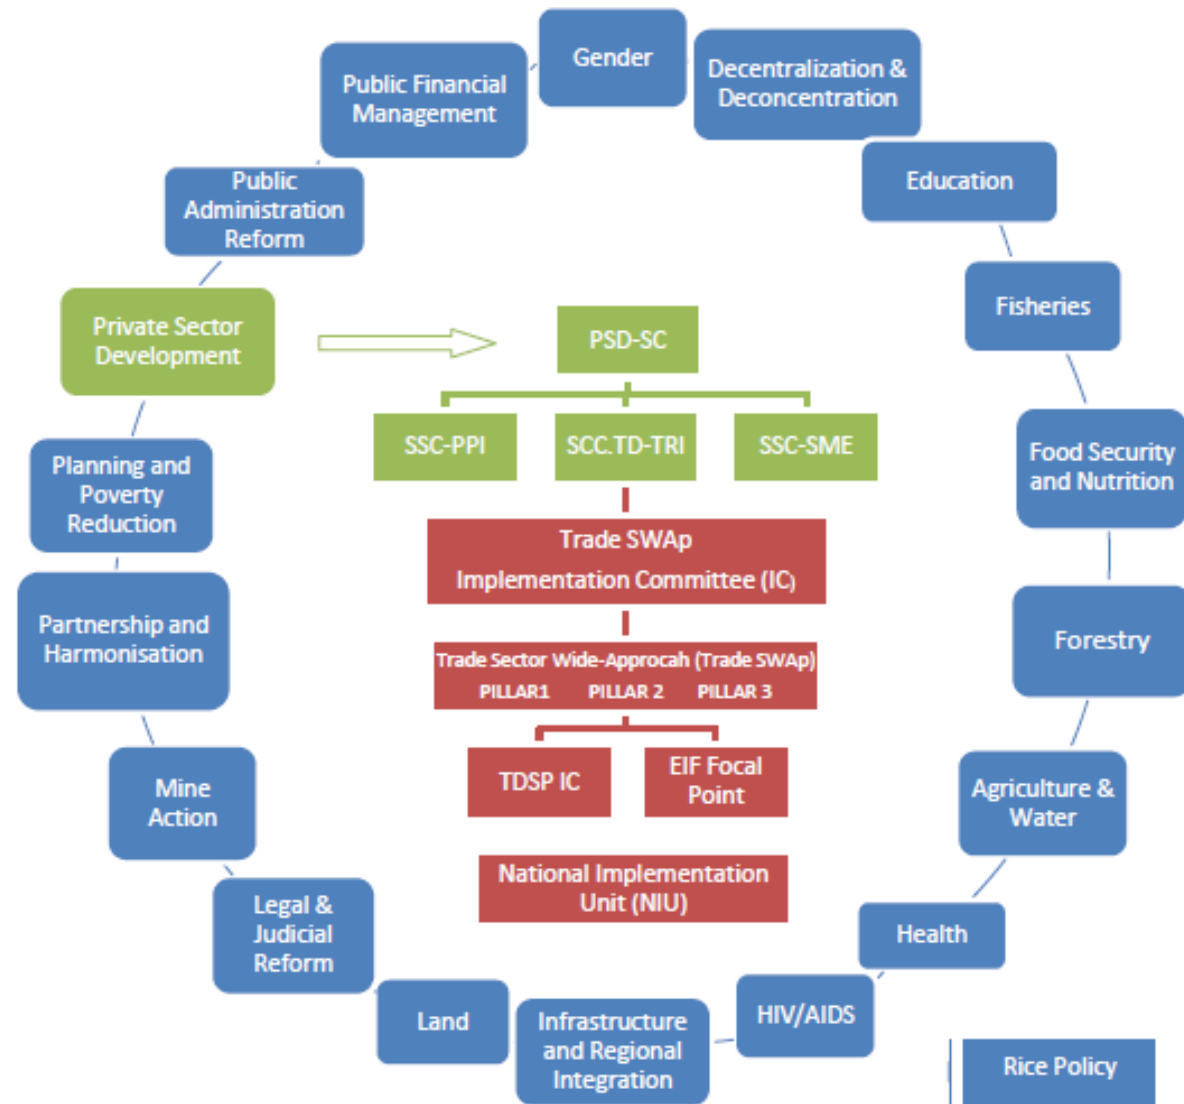 Gender
Public Financial
Management
Decentralization &
Deconcentration
Public
Administration
Reform
Education
Fisheries
Private Sector
Development
PSD-SC
SSC-PPI
SCC.TD-TRI
SSC-SME
Food Security
and Nutrition
Planning and
Poverty
Reduction
Trade SWAp
Implementation Committee (IC)
Partnership and
Harmonisation
Forestry
Trade Sector Wide-Approcah (Trade SWAp)
PILLAR1 PILLAR 2 PILLAR 3
TDSP IC
EIF Focal
Point
Mine
Action
Agriculture &
Water
National Implementation
Unit (NIU)
Legal &
Judicial
Reform
Health
Land
Infrastructure
and Regional
Integration
HIV/AIDS
Rice Policy